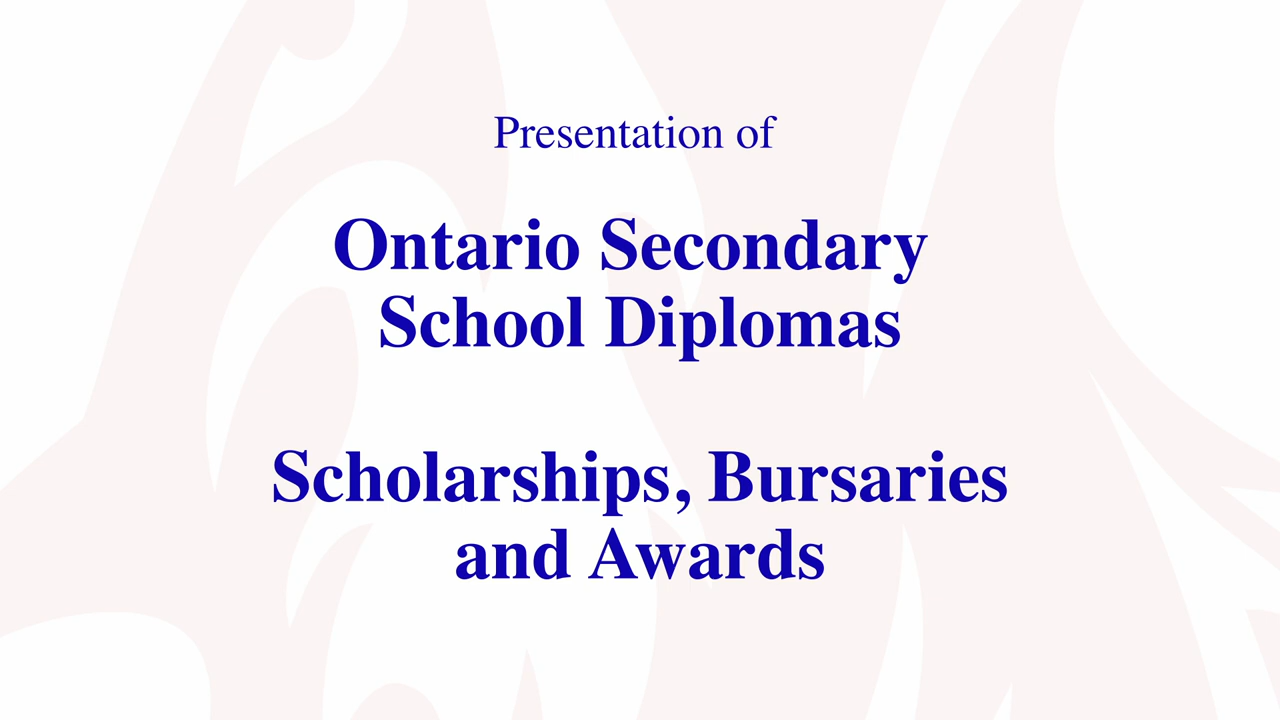 Presentation of
Ontario Secondary
School Diplomas
Scholarships, Bursaries
and Awards